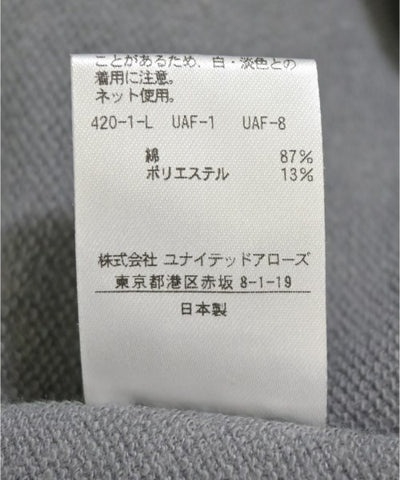 ことがあるため、白・淡色との
着用に注意。
ネット使用。
420-1-L UAF-1 UAF-8
綿 87%
ポリエステル 13%
株式会社 ユナイテッドアローズ
東京都港区赤坂 8-1-19
日本製